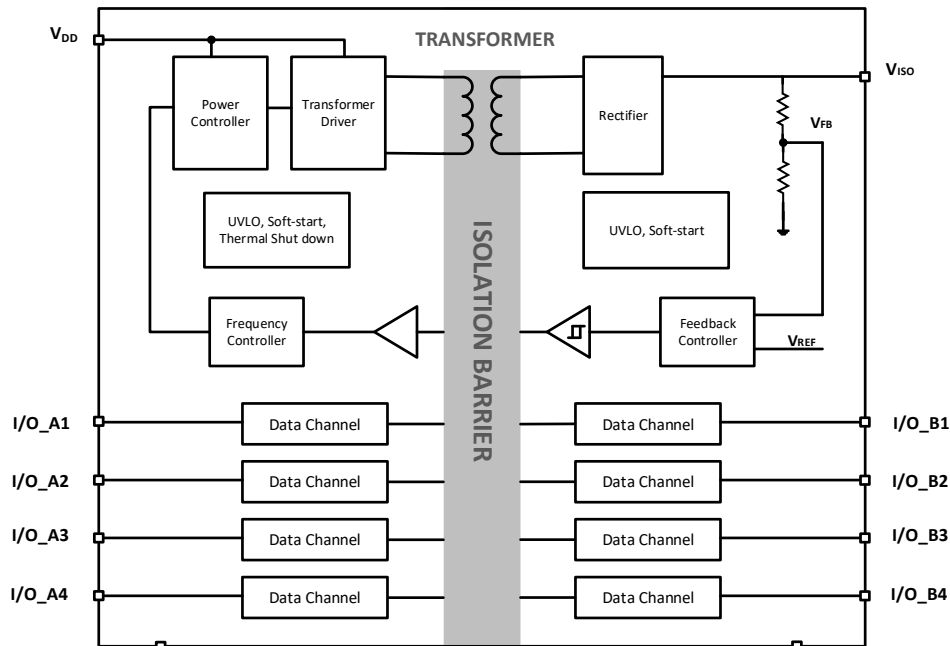 VDD
TRANSFORMER
VISO
Power
Controller
Transformer
Driver
Rectifier
VFB
UVLO, Soft-start,
Thermal Shut down
ISOLATION BARRIER
UVLO, Soft-start
Frequency
Controller
Feedback
Controller
VREF
I/O_A1
Data Channel
Data Channel
I/O_B1
I/O_A2
Data Channel
Data Channel
I/O_B2
I/O_A3
Data Channel
Data Channel
I/O_B3
I/O_A4
Data Channel
Data Channel
I/O_B4